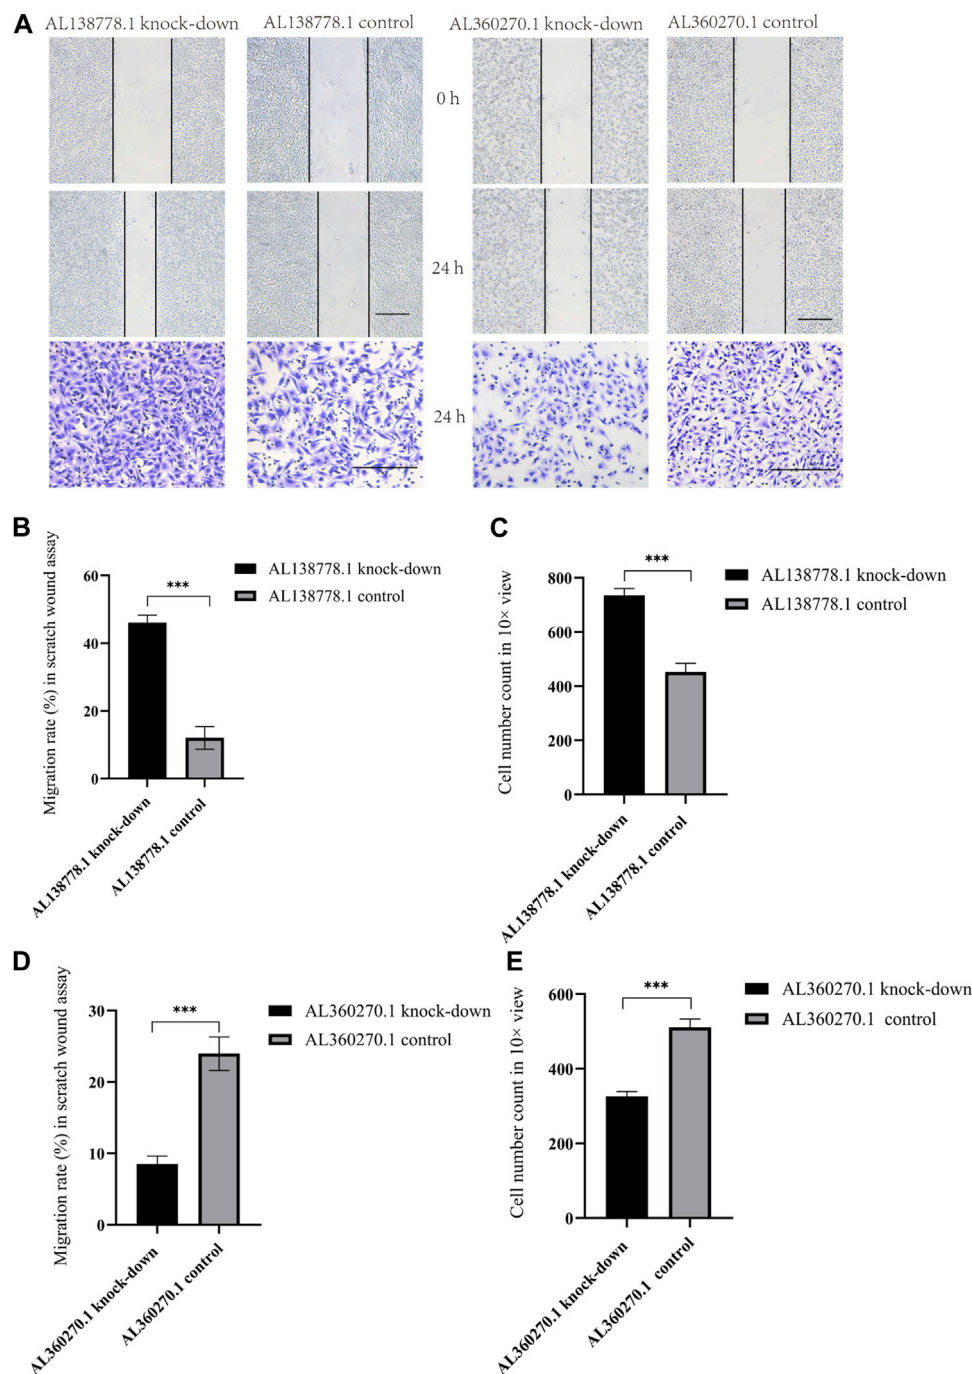 A
AL138778.1 knock-down
AL138778.1 control
AL360270.1 knock-down
AL360270.1 control
0 h
24 h
24 h
B
Migration rate (%) in scratch wound assay
60
40
20
0
***
AL138778.1 knock-down
AL138778.1 control
AL138778.1 knock-down
AL138778.1 control
C
Cell number count in 10× view
800
600
400
200
0
***
AL138778.1 knock-down
AL138778.1 control
AL138778.1 knock-down
AL138778.1 control
D
Migration rate (%) in scratch wound assay
30
20
10
0
***
AL360270.1 knock-down
AL360270.1 control
AL360270.1 knock-down
AL360270.1 control
E
Cell number count in 10× view
600
400
200
0
***
AL360270.1 knock-down
AL360270.1 control
AL360270.1 knock-down
AL360270.1 control